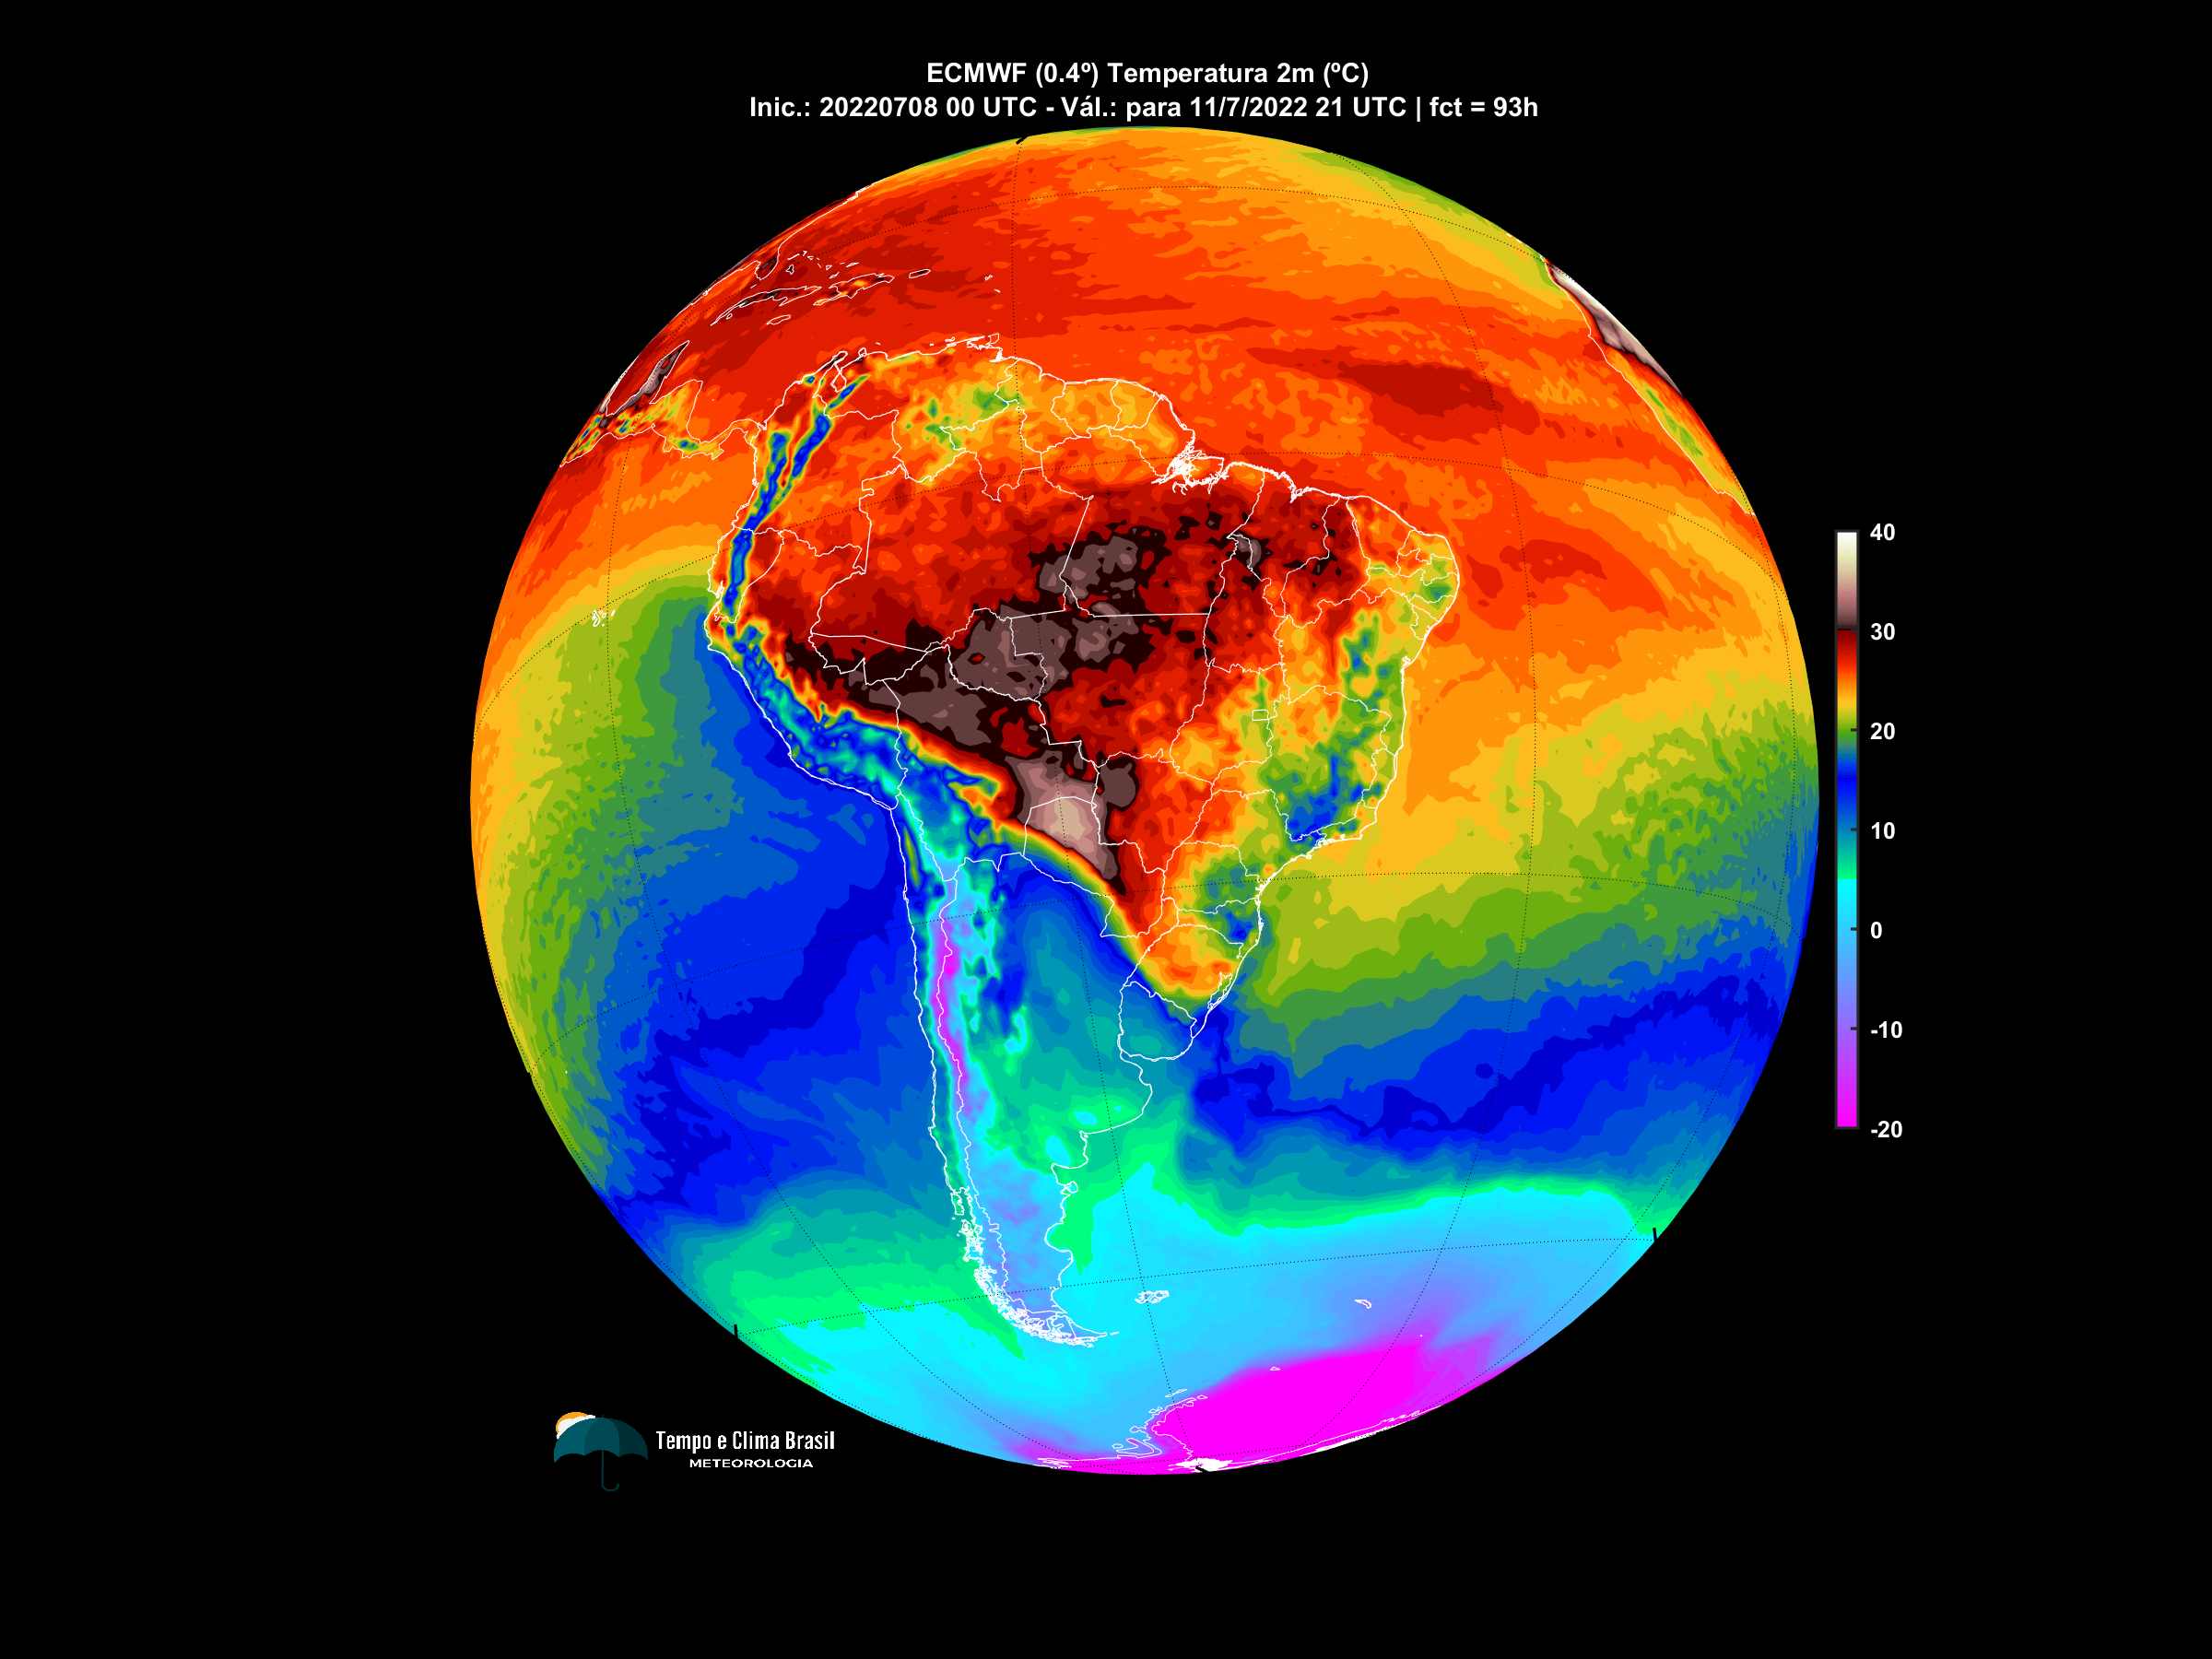 ECMWF (0.4º) Temperatura 2m (ºC)
Inic.: 20220708 00 UTC - Vál.: para 11/7/2022 21 UTC | fct = 93h
40
30
20
10
0
-10
-20
Tempo e Clima Brasil
METEOROLOGIA